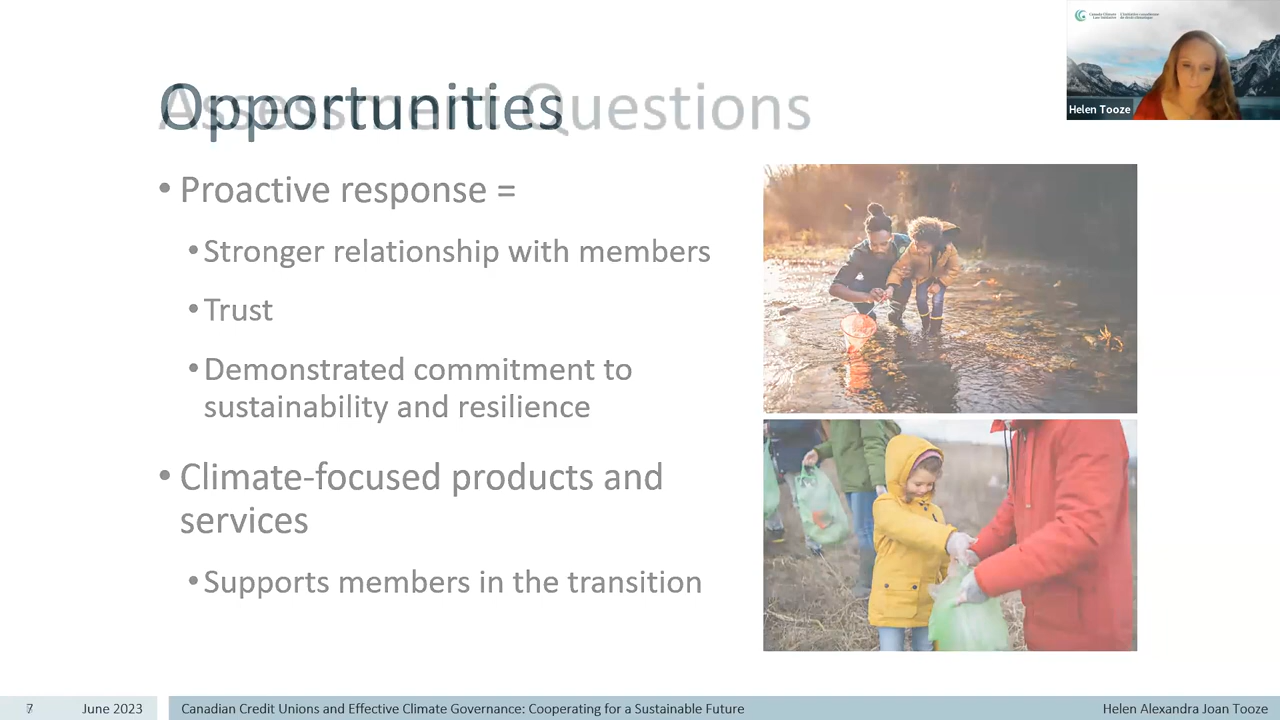 Opportunities
Assessment Questions
• Proactive response =
• Stronger relationship with members
• Trust
• Demonstrated commitment to
sustainability and resilience
• Climate-focused products and
services
• Supports members in the transition
Helen Tooze
7
June 2023
Canadian Credit Unions and Effective Climate Governance: Cooperating for a Sustainable Future
Helen Alexandra Joan Tooze